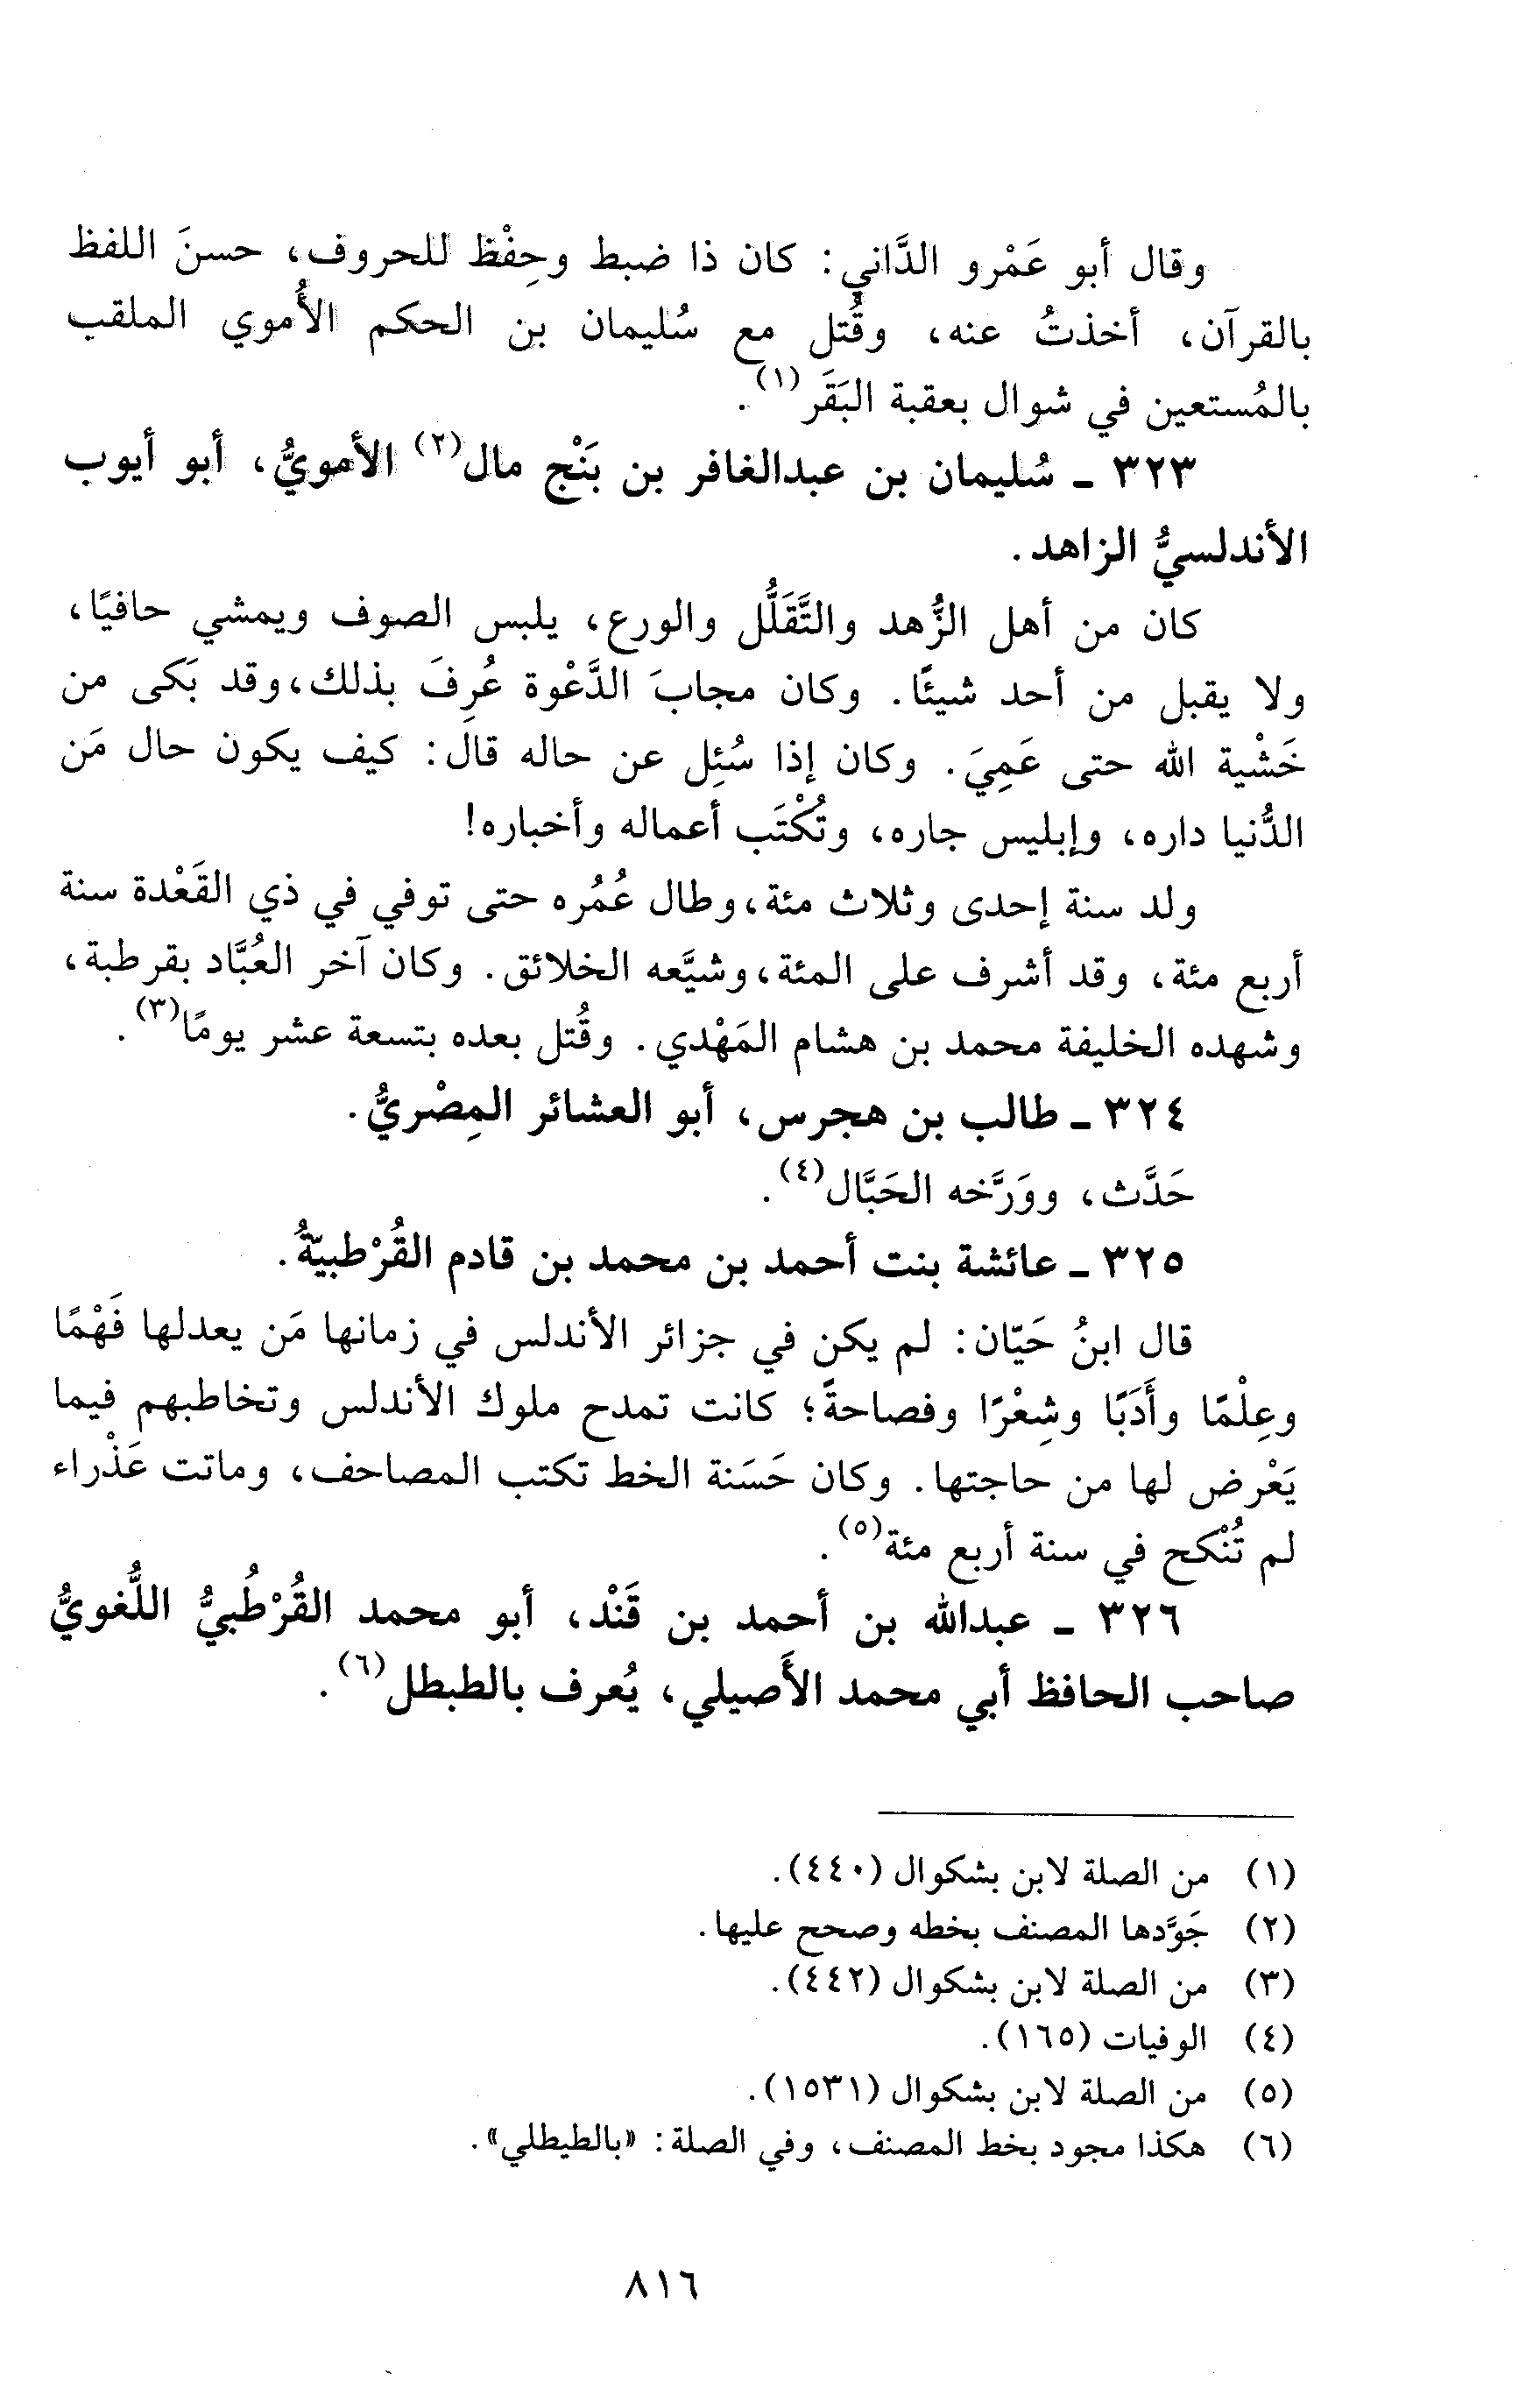 وقال أبو عَمْرو الدَّاني: كان ذا ضبط وحِفْظ للحروف، حسنَ اللفظ
بالقرآن، أخذتُ عنه، وقُتل مع سُليمان بن الحكم الأُموي الملقب
بالمُستعين في شوال بعقبة البَقَر(١).
٣٢٣ ـ سُليمان بن عبدالغافر بن بَنْج مال(٢) الأمويُّ، أبو أيوب
الأندلسيُّ الزاهد.
كان من أهل الزُّهد والتَّقَلُّل والورع، يلبس الصوف ويمشي حافيًا،
ولا يقبل من أحد شيئًا. وكان مجابَ الدَّعْوة عُرِفَ بذلك، وقد بَكى من
خَشْية الله حتى عَمِيَ. وكان إذا سُئِل عن حاله قال: كيف يكون حال مَن
الدُّنيا داره، وإبليس جاره، وتُكْتَب أعماله وأخباره!
ولد سنة إحدى وثلاث مئة، وطال عُمُره حتى توفي في ذي القَعْدة سنة
أربع مئة، وقد أشرف على المئة، وشيَّعه الخلائق. وكان آخر العُبَّاد بقرطبة،
وشهده الخليفة محمد بن هشام المَهْدي. وقُتل بعده بتسعة عشر يومًا(٣).
٣٢٤ ـ طالب بن هجرس، أبو العشائر المِصْريُّ.
حَدَّث، ووَرَّخه الحَبَّال(٤).
٣٢٥ ـ عائشة بنت أحمد بن محمد بن قادم القُرْطبيّةُ.
قال ابنُ حَيّان: لم يكن في جزائر الأندلس في زمانها مَن يعدلها فَهْمًا
وعِلْمًا وأَدَبًا وشِعْرًا وفصاحةً؛ كانت تمدح ملوك الأندلس وتخاطبهم فيما
يَعْرض لها من حاجتها. وكان حَسَنة الخط تكتب المصاحف، وماتت عَذْراء
لم تُنْكح في سنة أربع مئة(٥).
٣٢٦ ـ عبدالله بن أحمد بن قَنْد، أبو محمد القُرْطُبيُّ اللُّغويُّ
صاحب الحافظ أبي محمد الأَصيلي، يُعرف بالطبطل(٦).
(١) من الصلة لابن بشكوال (٤٤٠).
(٢) جَوَّدها المصنف بخطه وصحح عليها.
(٣) من الصلة لابن بشكوال (٤٤٢).
(٤) الوفيات (١٦٥).
(٥) من الصلة لابن بشكوال (١٥٣١).
(٦) هكذا مجود بخط المصنف، وفي الصلة: «بالطيطلي».
٨١٦